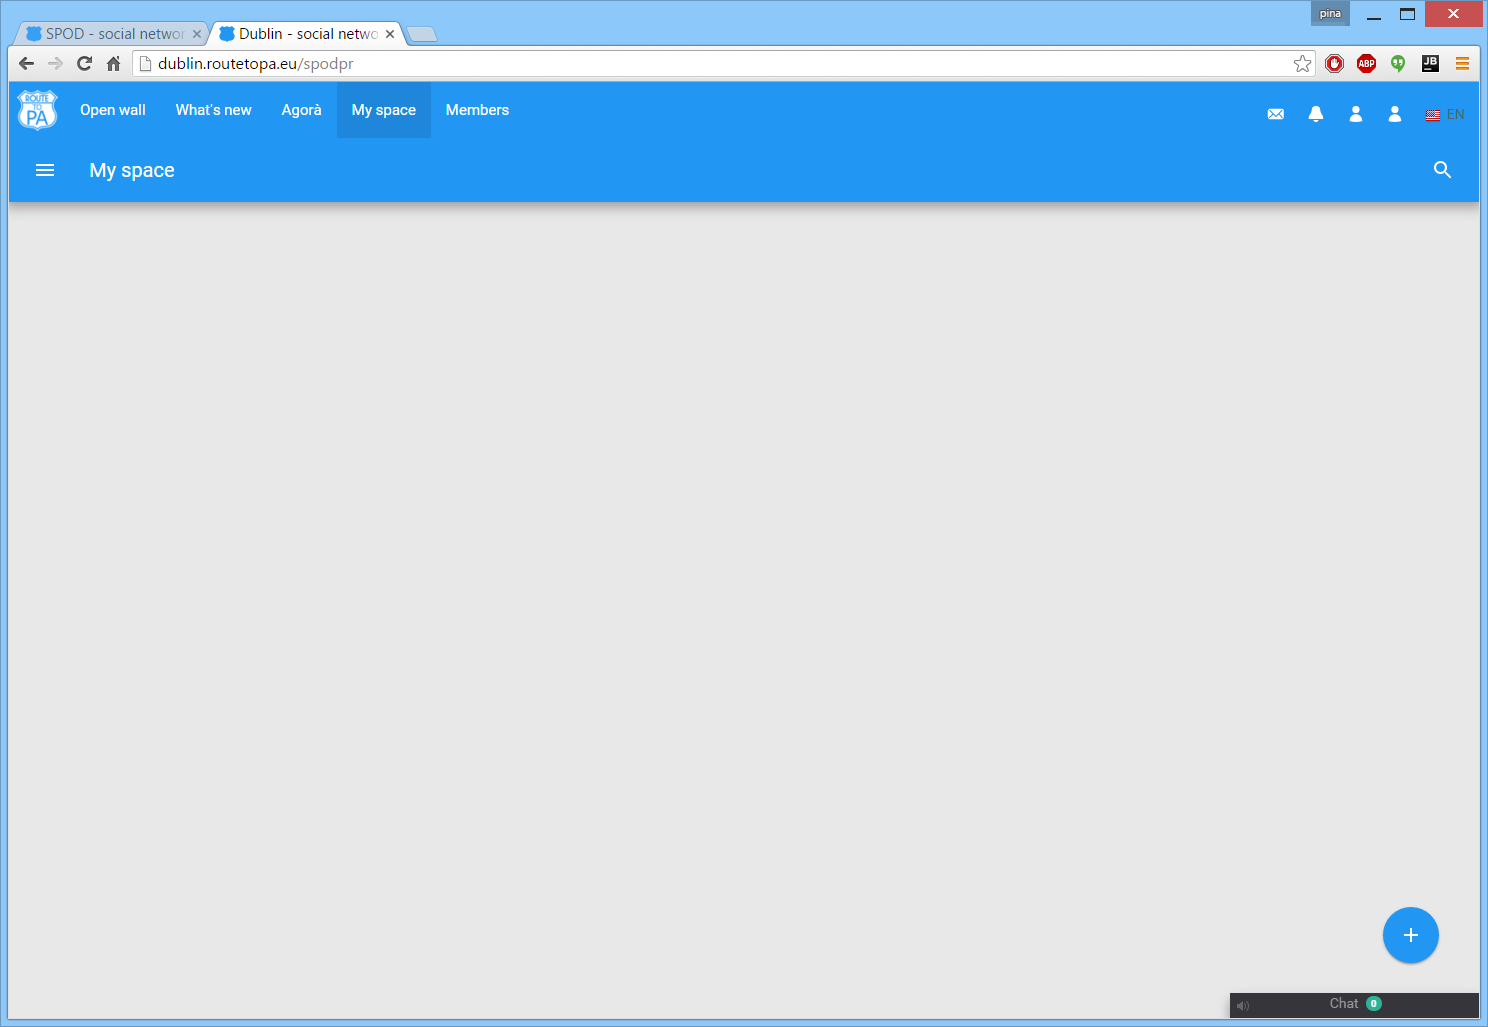 pina
SPOD - social networ
Dublin - social netwo
dublin.routetopa.eu/spodpr
ABP
JB
ROUTE
TO
PA
Open wall
What's new
Agorà
My space
Members
EN
My space
Chat 0